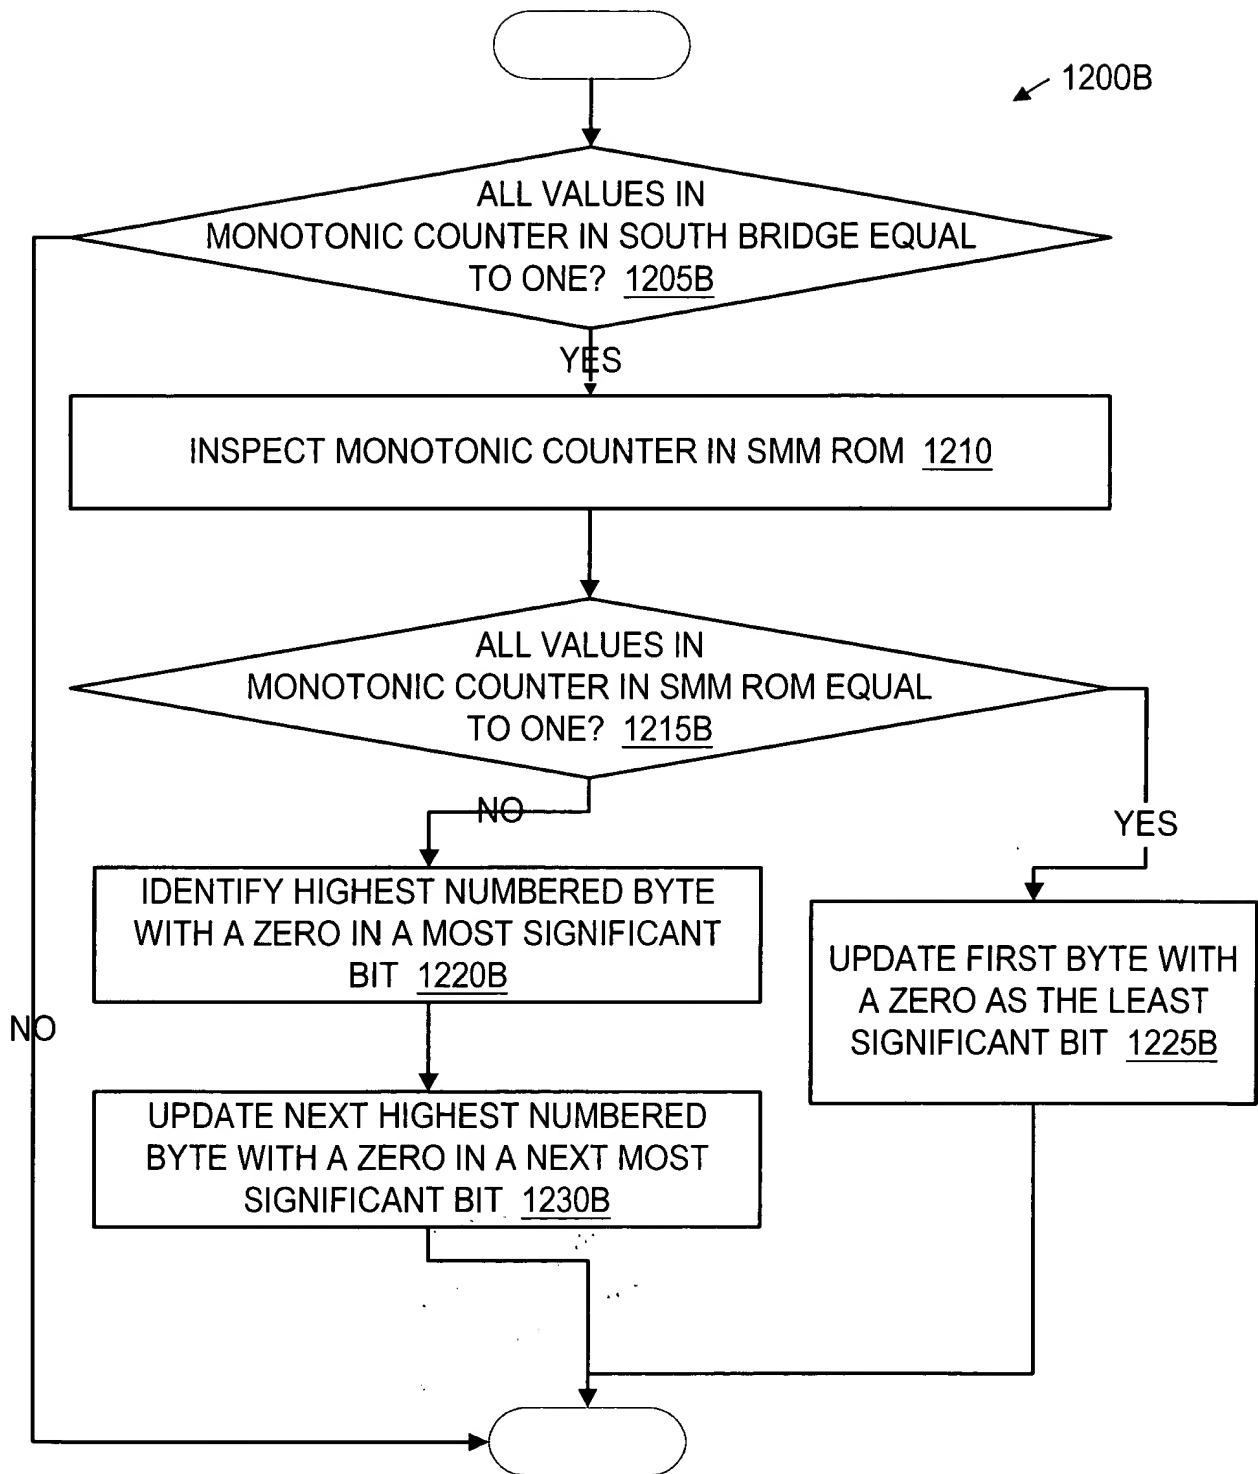 1200B
ALL VALUES IN
MONOTONIC COUNTER IN SOUTH BRIDGE EQUAL
TO ONE? 1205B
YES
INSPECT MONOTONIC COUNTER IN SMM ROM 1210
ALL VALUES IN
MONOTONIC COUNTER IN SMM ROM EQUAL
TO ONE? 1215B
NO
YES
IDENTIFY HIGHEST NUMBERED BYTE
WITH A ZERO IN A MOST SIGNIFICANT
BIT 1220B
UPDATE FIRST BYTE WITH
A ZERO AS THE LEAST
SIGNIFICANT BIT 1225B
NO
UPDATE NEXT HIGHEST NUMBERED
BYTE WITH A ZERO IN A NEXT MOST
SIGNIFICANT BIT 1230B